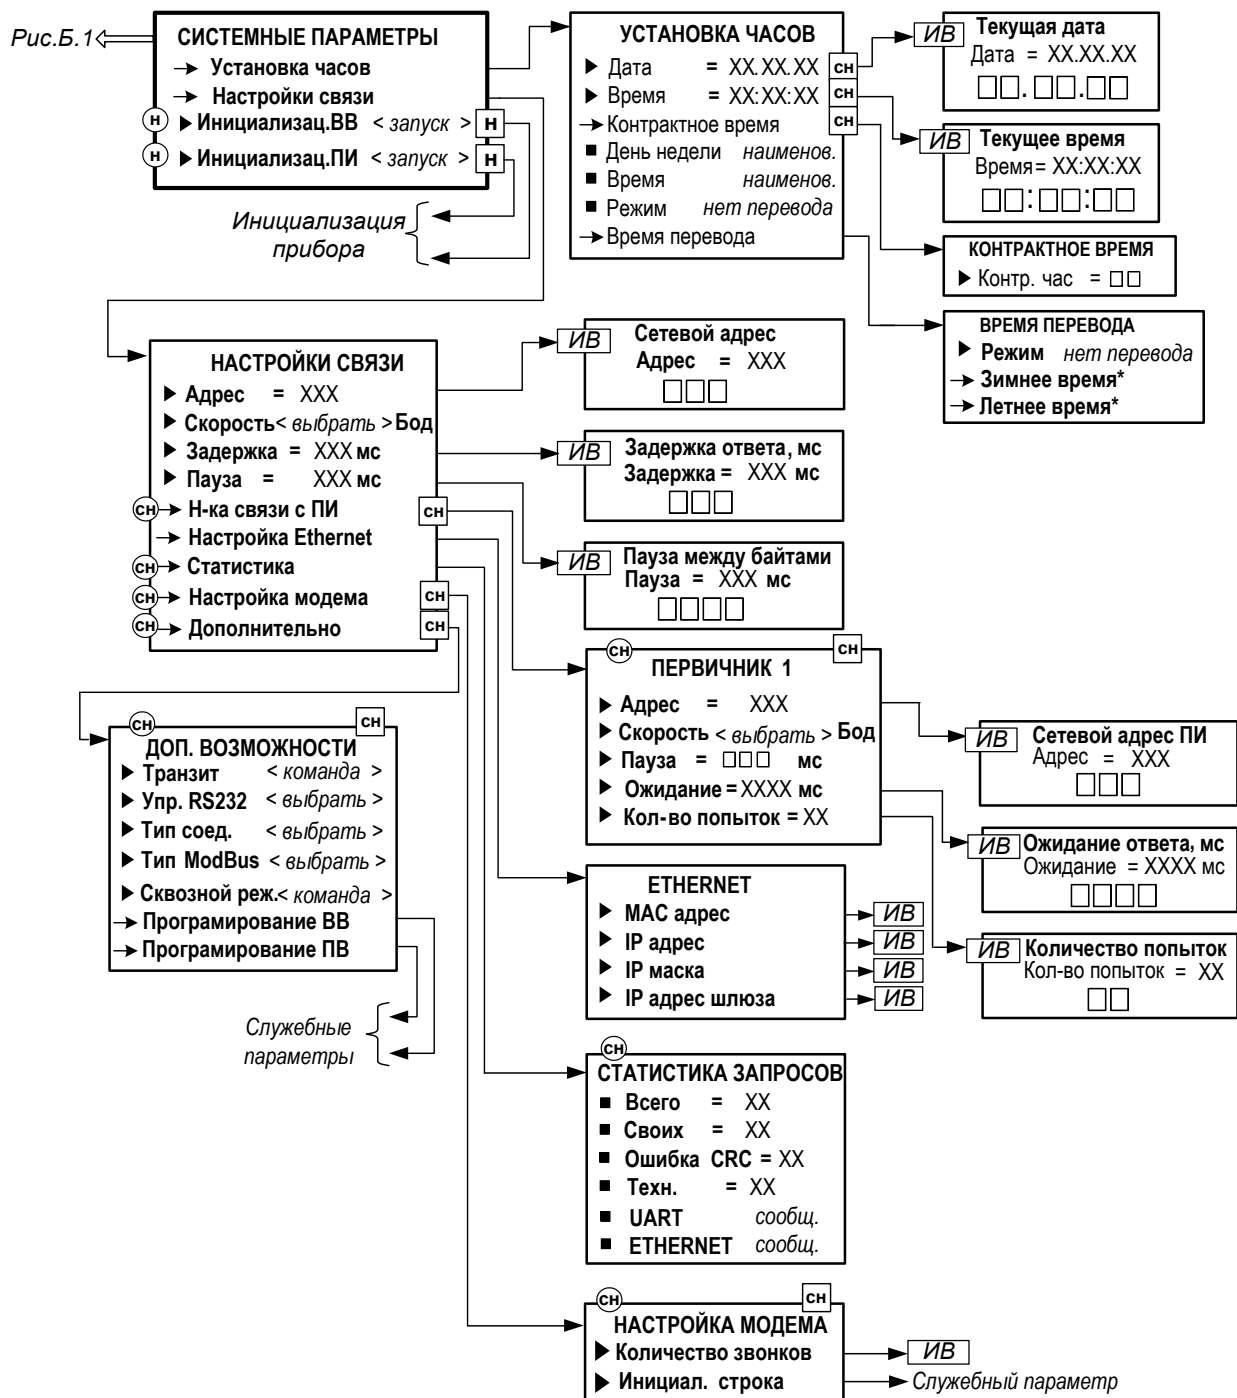 Рис.Б.1
СИСТЕМНЫЕ ПАРАМЕТРЫ
Установка часов
Настройки связи
Н Инициализац.ВВ < запуск > Н
Н Инициализац.ПИ < запуск > Н
Инициализация
прибора
УСТАНОВКА ЧАСОВ
Дата = XX.XX.XX СН
Время = XX:XX:XX СН
Контрактное время СН
День недели наименов.
Время наименов.
Режим нет перевода
Время перевода
ИВ Текущая дата
Дата = XX.XX.XX
ИВ Текущее время
Время= XX:XX:XX
КОНТРАКТНОЕ ВРЕМЯ
Контр. час =
ВРЕМЯ ПЕРЕВОДА
Режим нет перевода
Зимнее время*
Летнее время*
НАСТРОЙКИ СВЯЗИ
Адрес = XXX
Скорость< выбрать >Бод
Задержка = XXX мс
Пауза = XXX мс
СН Н-ка связи с ПИ СН
Настройка Ethernet
СН Статистика
СН Настройка модема СН
СН Дополнительно СН
ИВ Сетевой адрес
Адрес = XXX
ИВ Задержка ответа, мс
Задержка = XXX мс
ИВ Пауза между байтами
Пауза = XXX мс
СН СН
ПЕРВИЧНИК 1
Адрес = XXX
Скорость < выбрать > Бод
Пауза = мс
Ожидание =XXXX мс
Кол-во попыток = XX
ИВ Сетевой адрес ПИ
Адрес = XXX
ИВ Ожидание ответа, мс
Ожидание = XXXX мс
ИВ Количество попыток
Кол-во попыток = XX
СН СН
ДОП. ВОЗМОЖНОСТИ
Транзит < команда >
Упр. RS232 < выбрать >
Тип соед. < выбрать >
Тип ModBus < выбрать >
Сквозной реж.< команда >
Програмирование ВВ
Програмирование ПВ
Служебные
параметры
ETHERNET
MAC адрес ИВ
IP адрес ИВ
IP маска ИВ
IP адрес шлюза ИВ
СН
СТАТИСТИКА ЗАПРОСОВ
Всего = XX
Своих = XX
Ошибка CRC = XX
Техн. = XX
UART сообщ.
ETHERNET сообщ.
СН СН
НАСТРОЙКА МОДЕМА
Количество звонков ИВ
Инициал. строка Служебный параметр